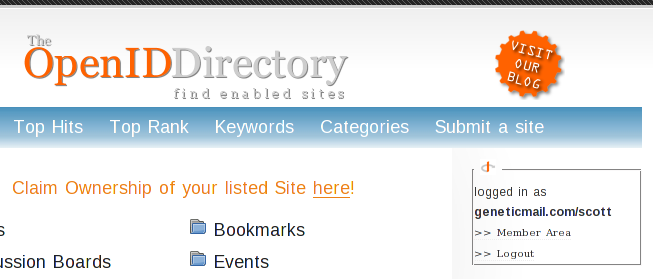 The
OpenIDDirectory
find enabled sites
VISIT
OUR
BLOG
Top Hits Top Rank Keywords Categories Submit a site
Claim Ownership of your listed Site here!
logged in as
geneticmail.com/scott
>> Member Area
>> Logout
s Bookmarks
ussion Boards Events